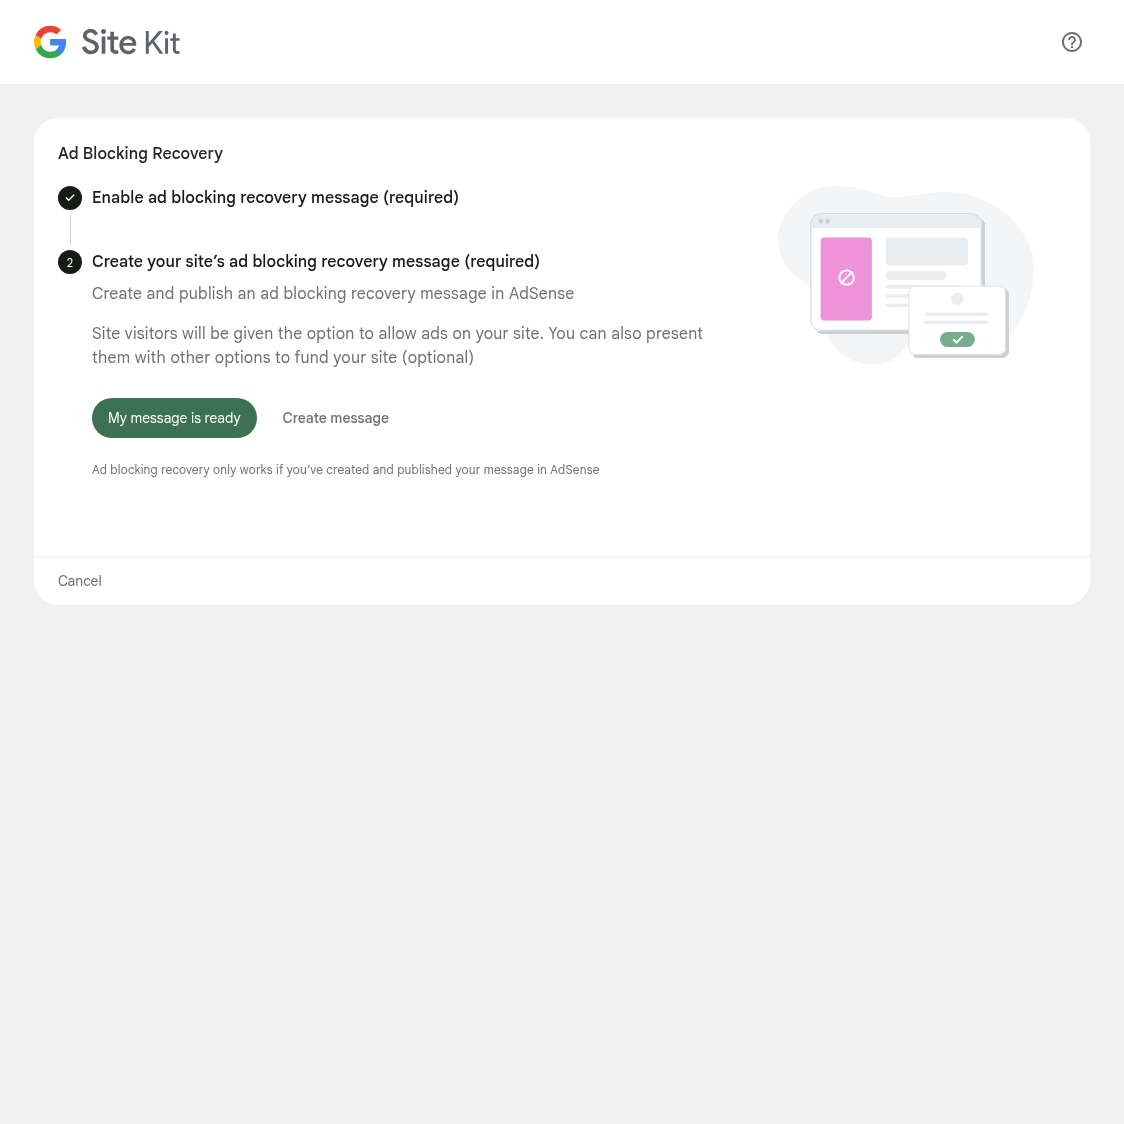 Site Kit
Ad Blocking Recovery
Enable ad blocking recovery message (required)
2
Create your site’s ad blocking recovery message (required)
Create and publish an ad blocking recovery message in AdSense
Site visitors will be given the option to allow ads on your site. You can also present
them with other options to fund your site (optional)
My message is ready
Create message
Ad blocking recovery only works if you’ve created and published your message in AdSense
Cancel